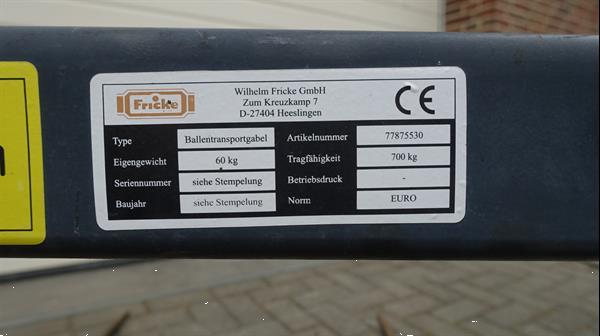 Fricke
Wilhelm Fricke GmbH
Zum Kreuzkamp 7
D-27404 Heeslingen
CE
Type Ballentransportgabel Artikelnummer 77875530
Eigengewicht 60 kg Tragfähigkeit 700 kg
Seriennummer siehe Stempelung Betriebsdruck -
Baujahr siehe Stempelung Norm EURO